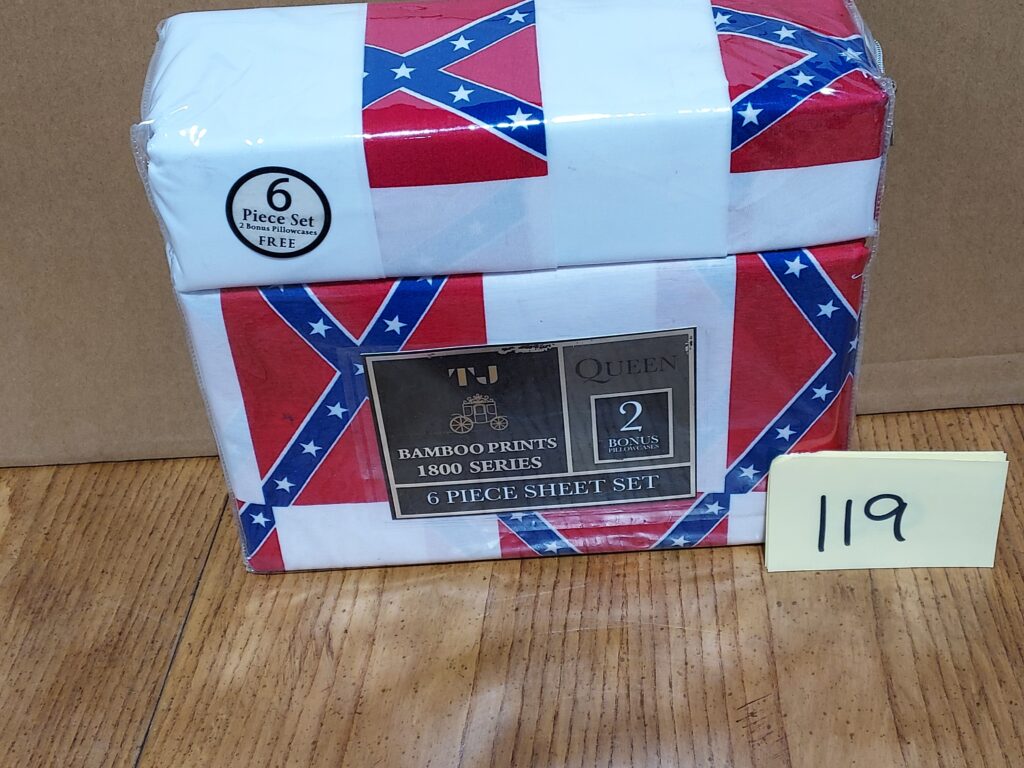 6
Piece Set
2 Bonus Pillowcases
FREE
TJ
BAMBOO PRINTS
1800 SERIES
QUEEN
2
BONUS
PILLOWCASES
6 PIECE SHEET SET
119